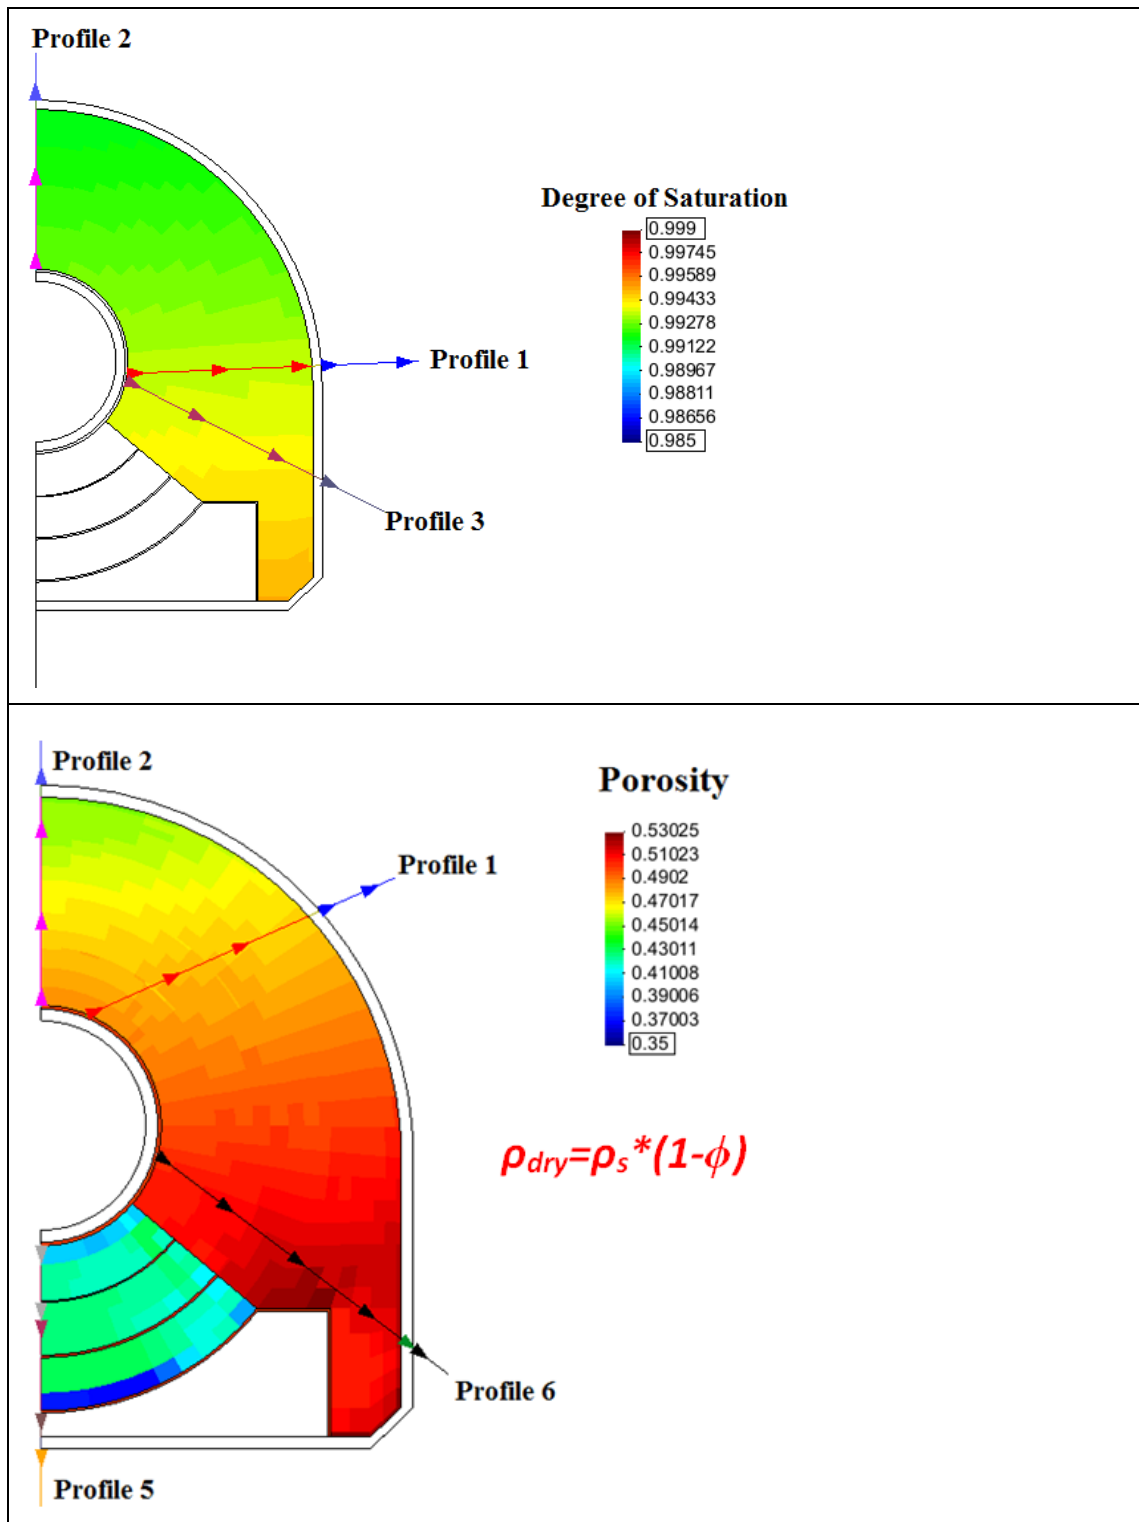 Profile 2
Degree of Saturation
0.999
0.99745
0.99589
0.99433
0.99278
0.99122
0.98967
0.98811
0.98656
0.985
Profile 1
Profile 3
Profile 2
Porosity
0.53025
0.51023
0.4902
0.47017
0.45014
0.43011
0.41008
0.39006
0.37003
0.35
Profile 1
ρdry=ρs*(1-ϕ)
Profile 6
Profile 5